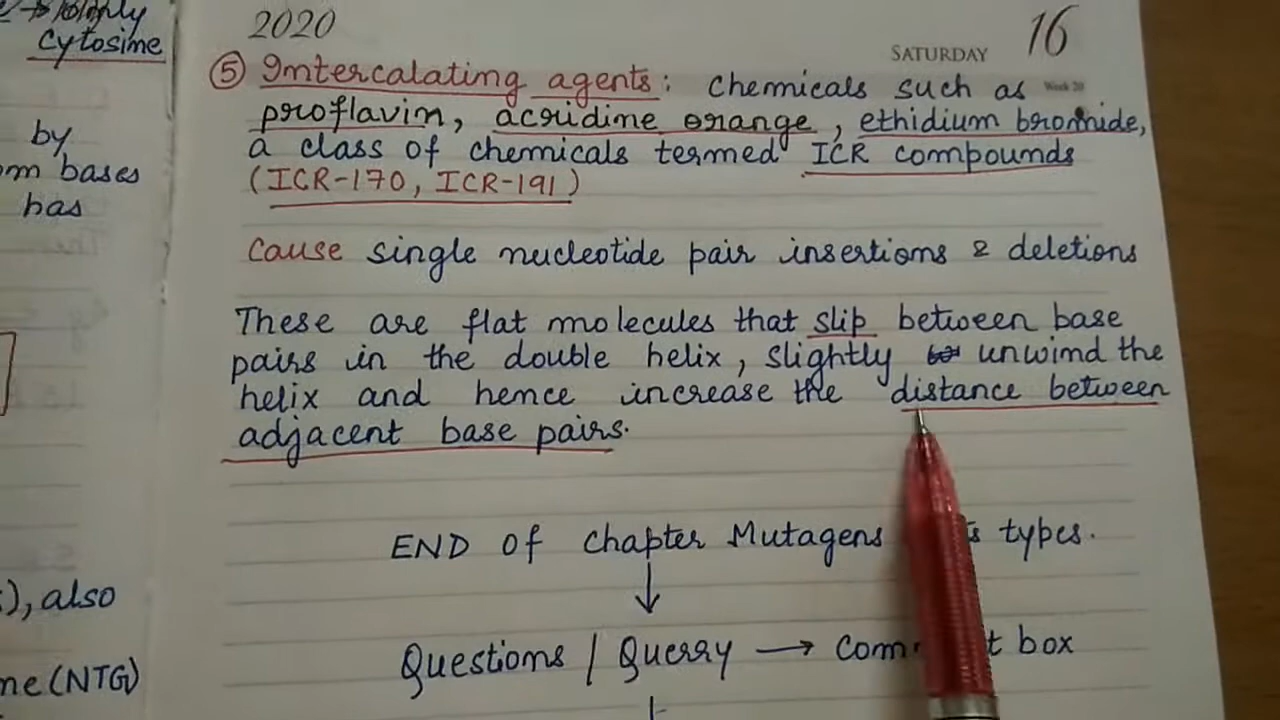 Cytosine
by
bases
has
), also
(NTG)
2020
SATURDAY 16
Week 20
⑤ Intercalating agents: chemicals such as
proflavin, acridine orange, ethidium bromide,
a class of chemicals termed ICR compounds
(ICR-170, ICR-191)
Cause single nucleotide pair insertions & deletions
These are flat molecules that slip between base
pairs in the double helix, slightly unwind the
helix and hence increase the distance between
adjacent base pairs.
END of chapter Mutagens types.
↓
Questions / Querry → box